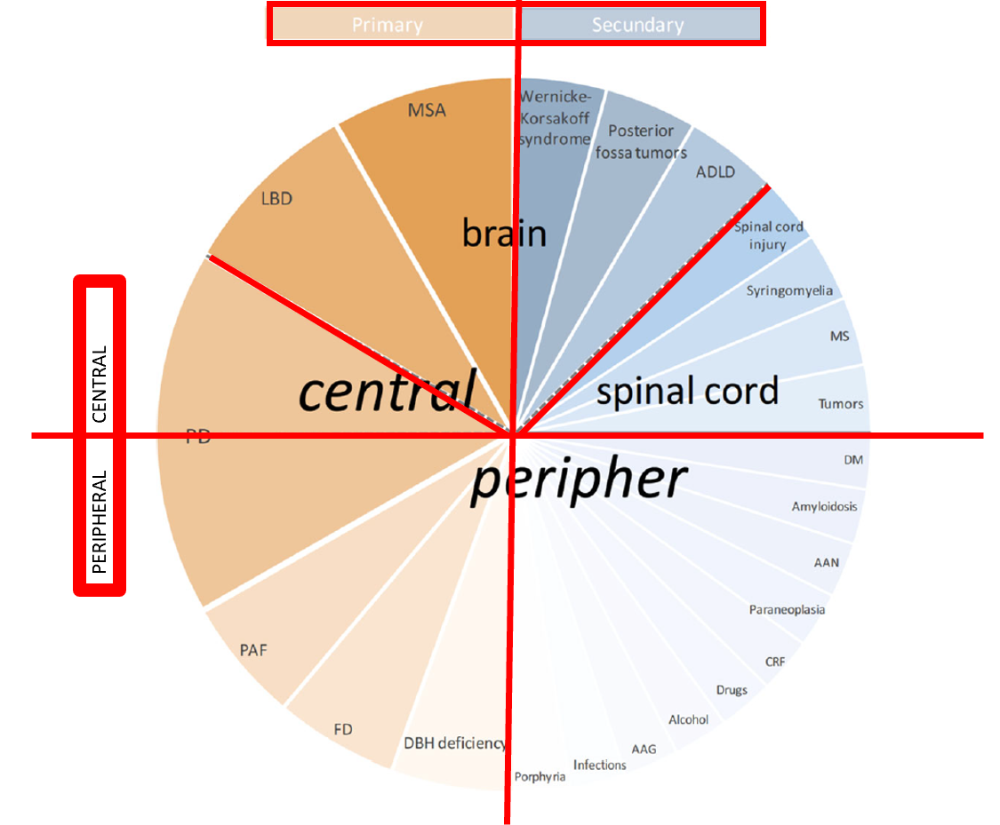 Primary
Secundary
MSA
Wernicke-
Korsakoff
syndrome
Posterior
fossa tumors
ADLD
LBD
brain
Spinal cord
injury
Syringomyelia
MS
CENTRAL
central
spinal cord
Tumors
PD
DM
PERIPHERAL
peripher
Amyloidosis
AAN
Paraneoplasia
PAF
CRF
Drugs
Alcohol
FD
DBH deficiency
AAG
Infections
Porphyria